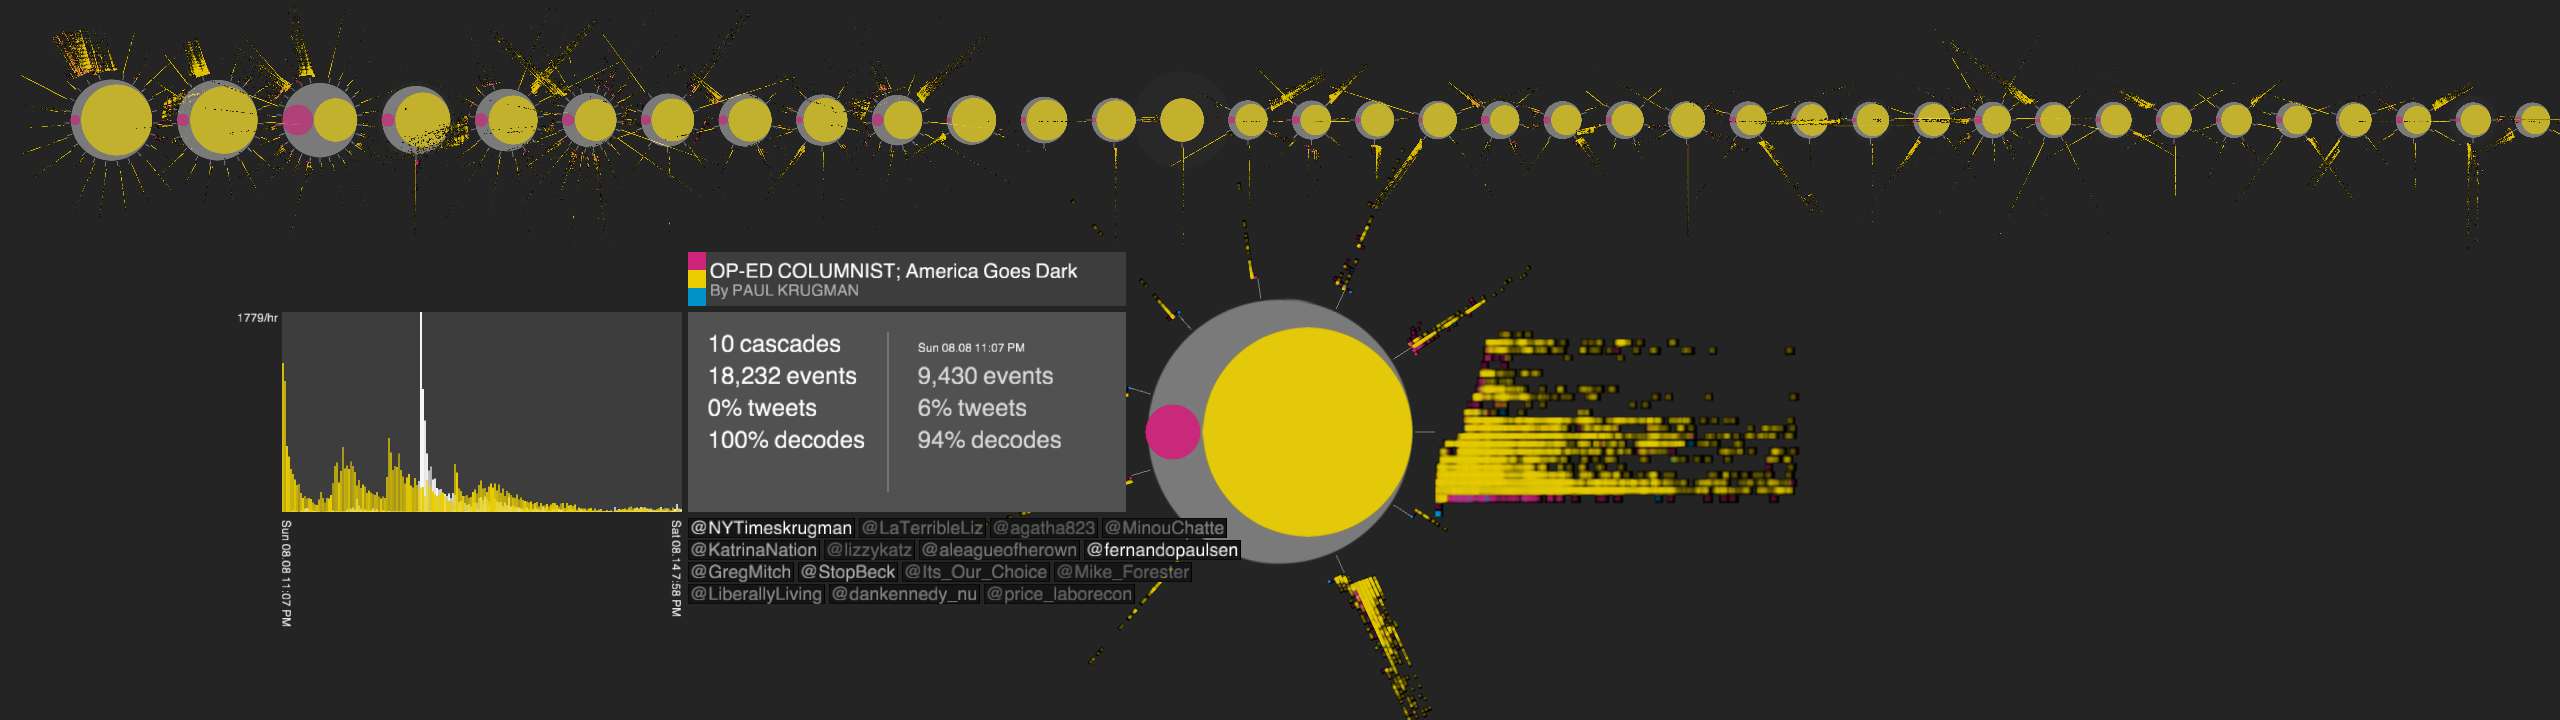 OP-ED COLUMNIST; America Goes Dark
By PAUL KRUGMAN
1779/hr
10 cascades
18,232 events
0% tweets
100% decodes
Sun 08.08 11:07 PM
9,430 events
6% tweets
94% decodes
Sun 08.08 11:07 PM
Sat 08.14 7:58 PM
@NYTimeskrugman @LaTerribleLiz @agatha823 @MinouChatte
@KatrinaNation @lizzykatz @aleagueofherown @fernandopaulsen
@GregMitch @StopBeck @Its_Our_Choice @Mike_Forester
@LiberallyLiving @dankennedy_nu @price_laborecon